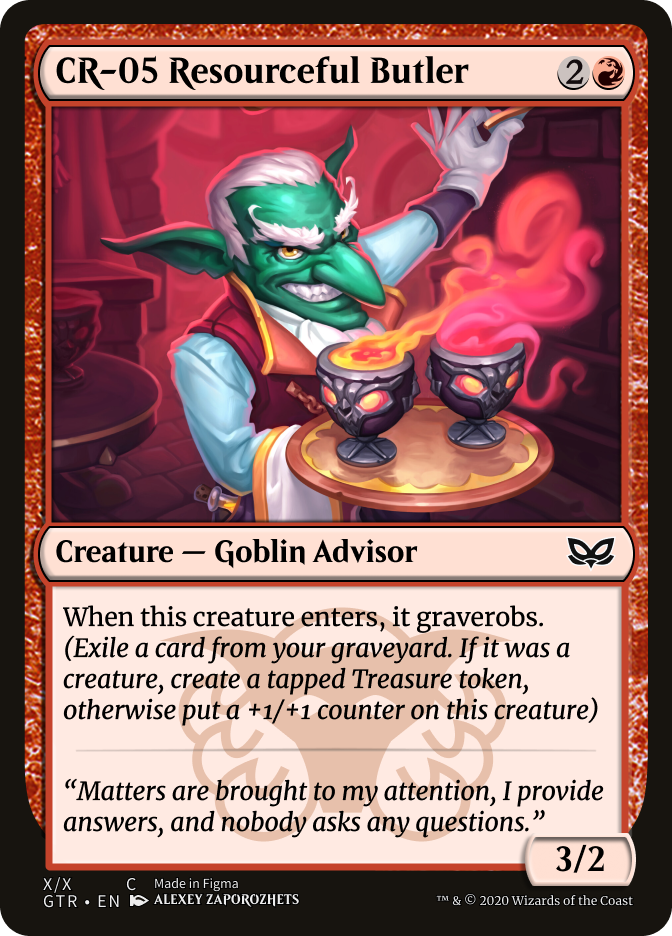 CR-05 Resourceful Butler 2
Creature — Goblin Advisor
When this creature enters, it graverobs.
(Exile a card from your graveyard. If it was a
creature, create a tapped Treasure token,
otherwise put a +1/+1 counter on this creature)
“Matters are brought to my attention, I provide
answers, and nobody asks any questions.”
3/2
X/X C Made in Figma
GTR • EN ALEXEY ZAPOROZHETS ™ & © 2020 Wizards of the Coast